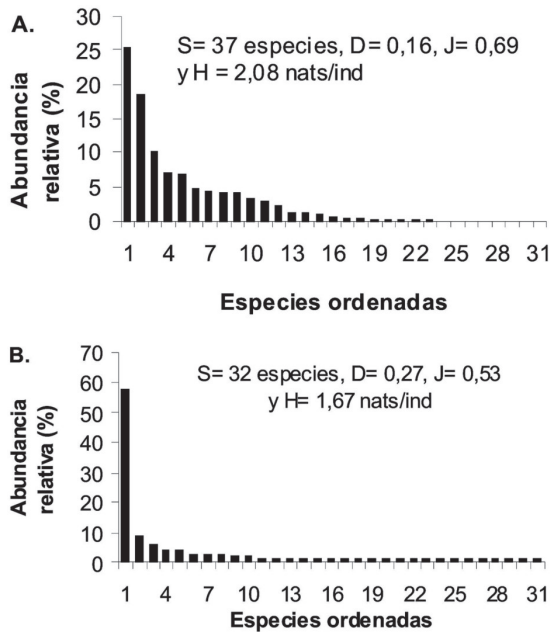 A.
30
25
20
15
10
5
0
Abundancia
relativa (%)
S= 37 especies, D= 0,16, J= 0,69
y H = 2,08 nats/ind
1 4 7 10 13 16 19 22 25 28 31
Especies ordenadas
B.
70
60
50
40
30
20
10
0
Abundancia
relativa (%)
S= 32 especies, D= 0,27, J= 0,53
y H= 1,67 nats/ind
1 4 7 10 13 16 19 22 25 28 31
Especies ordenadas